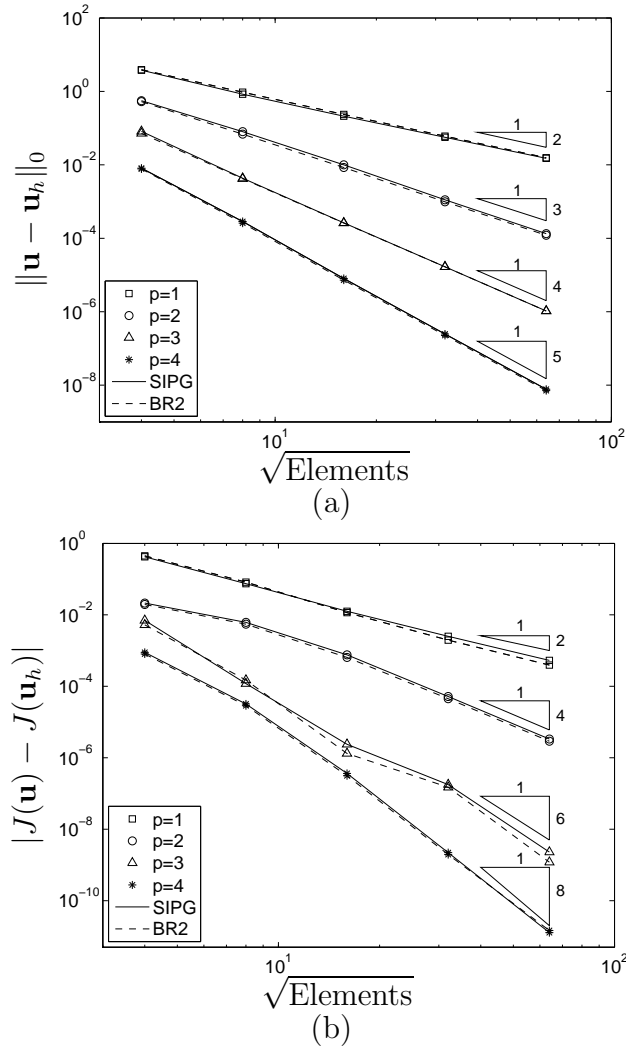 10^2
10^0
10^-2
10^-4
10^-6
10^-8
‖u − u_h‖_0
1
2
1
3
1
4
1
5
p=1
p=2
p=3
p=4
SIPG
BR2
10^1
10^2
√Elements
(a)
10^0
10^-2
10^-4
10^-6
10^-8
10^-10
|J(u) − J(u_h)|
1
2
1
4
1
6
1
8
p=1
p=2
p=3
p=4
SIPG
BR2
10^1
10^2
√Elements
(b)